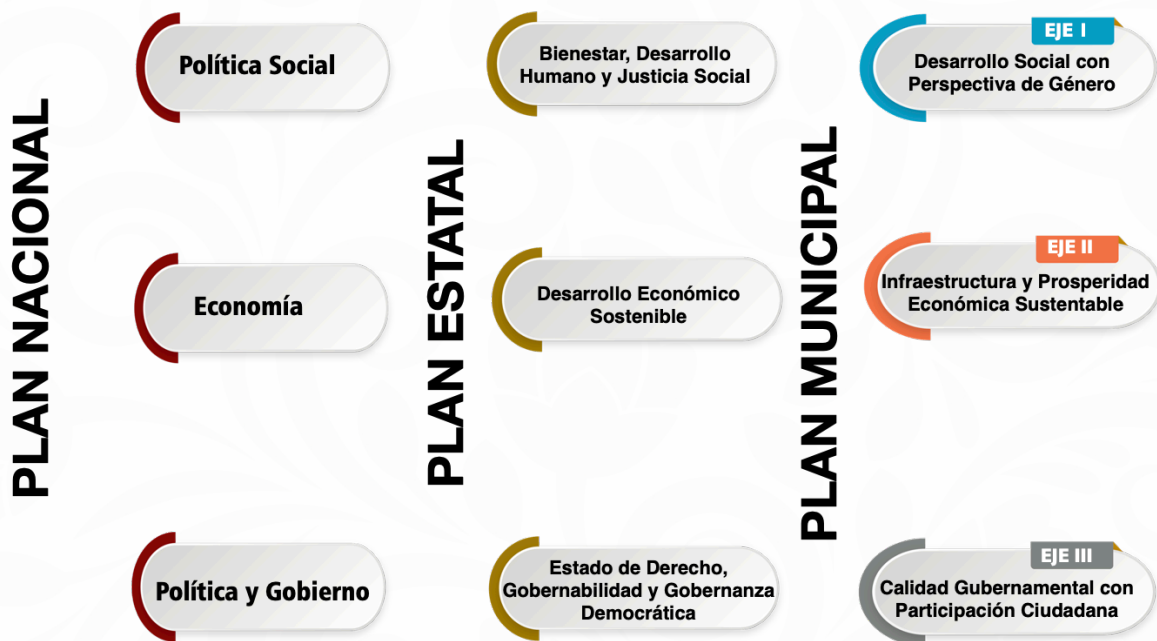 PLAN NACIONAL
Política Social
Economía
Política y Gobierno
PLAN ESTATAL
Bienestar, Desarrollo
Humano y Justicia Social
Desarrollo Económico
Sostenible
Estado de Derecho,
Gobernabilidad y Gobernanza
Democrática
PLAN MUNICIPAL
EJE I
Desarrollo Social con
Perspectiva de Género
EJE II
Infraestructura y Prosperidad
Económica Sustentable
EJE III
Calidad Gubernamental con
Participación Ciudadana